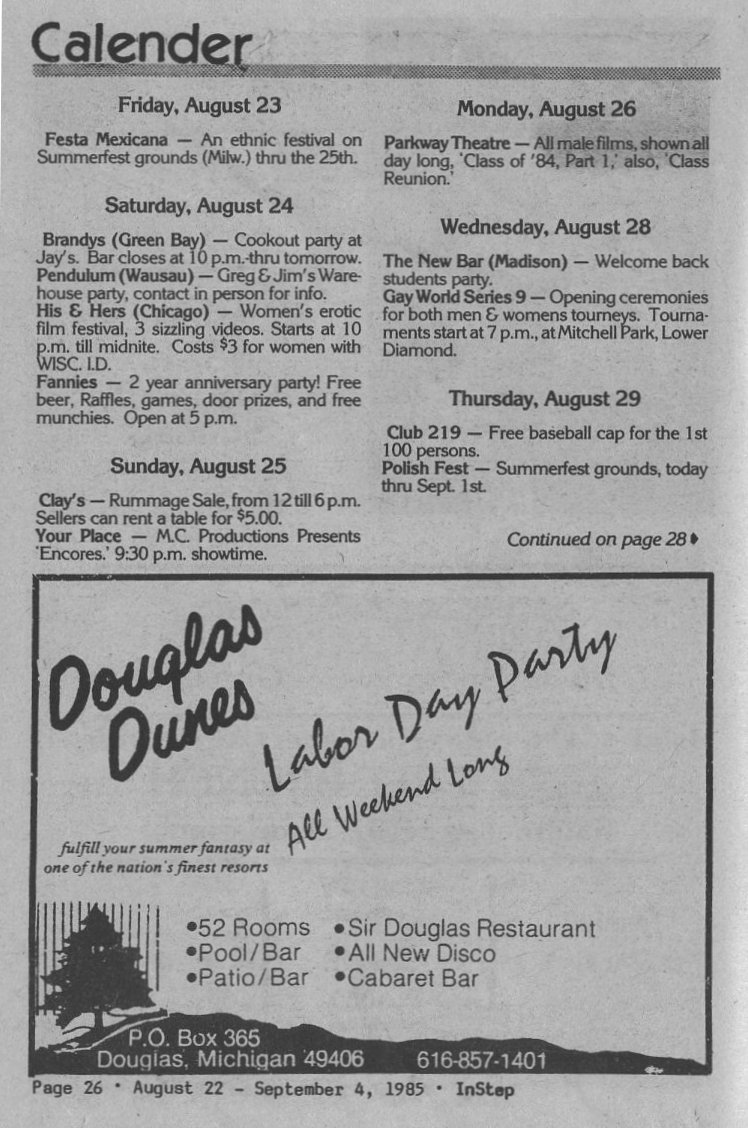 Calender
Friday, August 23
Festa Mexicana — An ethnic festival on
Summerfest grounds (Milw.) thru the 25th.
Saturday, August 24
Brandys (Green Bay) — Cookout party at
Jay's. Bar closes at 10 p.m.-thru tomorrow.
Pendulum (Wausau) — Greg & Jim's Ware-
house party, contact in person for info.
His & Hers (Chicago) — Women's erotic
film festival, 3 sizzling videos. Starts at 10
p.m. till midnite. Costs $3 for women with
WISC. I.D.
Fannies — 2 year anniversary party! Free
beer, Raffles, games, door prizes, and free
munchies. Open at 5 p.m.
Sunday, August 25
Clay's — Rummage Sale, from 12 till 6 p.m.
Sellers can rent a table for $5.00.
Your Place — M.C. Productions Presents
'Encores.' 9:30 p.m. showtime.
Monday, August 26
Parkway Theatre — All male films, shown all
day long, 'Class of '84, Part 1,' also, 'Class
Reunion.'
Wednesday, August 28
The New Bar (Madison) — Welcome back
students party.
Gay World Series 9 — Opening ceremonies
for both men & womens tourneys. Tourna-
ments start at 7 p.m., at Mitchell Park, Lower
Diamond.
Thursday, August 29
Club 219 — Free baseball cap for the 1st
100 persons.
Polish Fest — Summerfest grounds, today
thru Sept. 1st.
Continued on page 28
Douglas
Dunes
Labor Day Party
All Weekend Long
fulfill your summer fantasy at
one of the nation's finest resorts
•52 Rooms
•Pool/Bar
•Patio/Bar
•Sir Douglas Restaurant
•All New Disco
•Cabaret Bar
P.O. Box 365
Douglas, Michigan 49406 616-857-1401
Page 26 • August 22 - September 4, 1985 • InStep